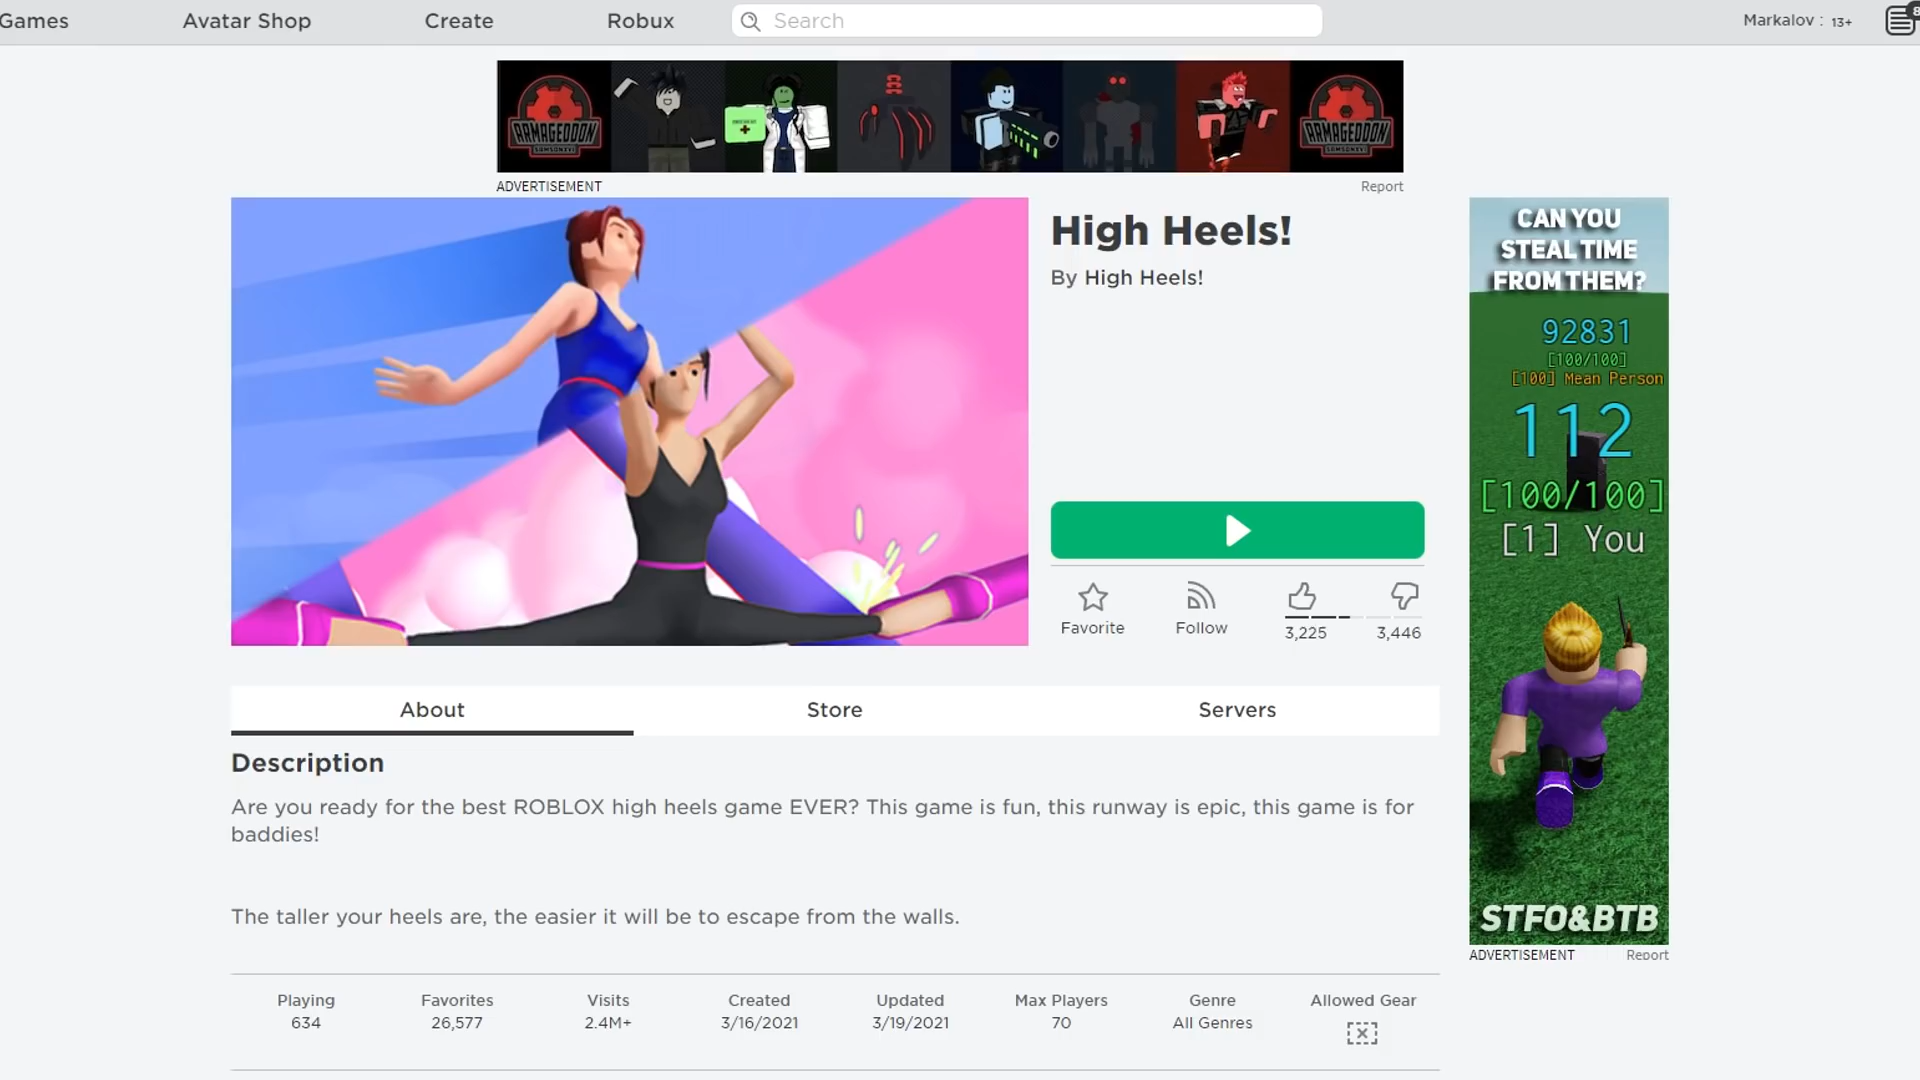 Games
Avatar Shop
Create
Robux
Search
Markalov : 13+
ARMAGEDDON
ARMAGEDDON
ADVERTISEMENT
Report
High Heels!
By High Heels!
Favorite
Follow
3,225
3,446
CAN YOU
STEAL TIME
FROM THEM?
92831
[100/100]
[100] Mean Person
112
[100/100]
[1] You
STFO&BTB
ADVERTISEMENT
Report
About
Store
Servers
Description
Are you ready for the best ROBLOX high heels game EVER? This game is fun, this runway is epic, this game is for
baddies!
The taller your heels are, the easier it will be to escape from the walls.
Playing
634
Favorites
26,577
Visits
2.4M+
Created
3/16/2021
Updated
3/19/2021
Max Players
70
Genre
All Genres
Allowed Gear